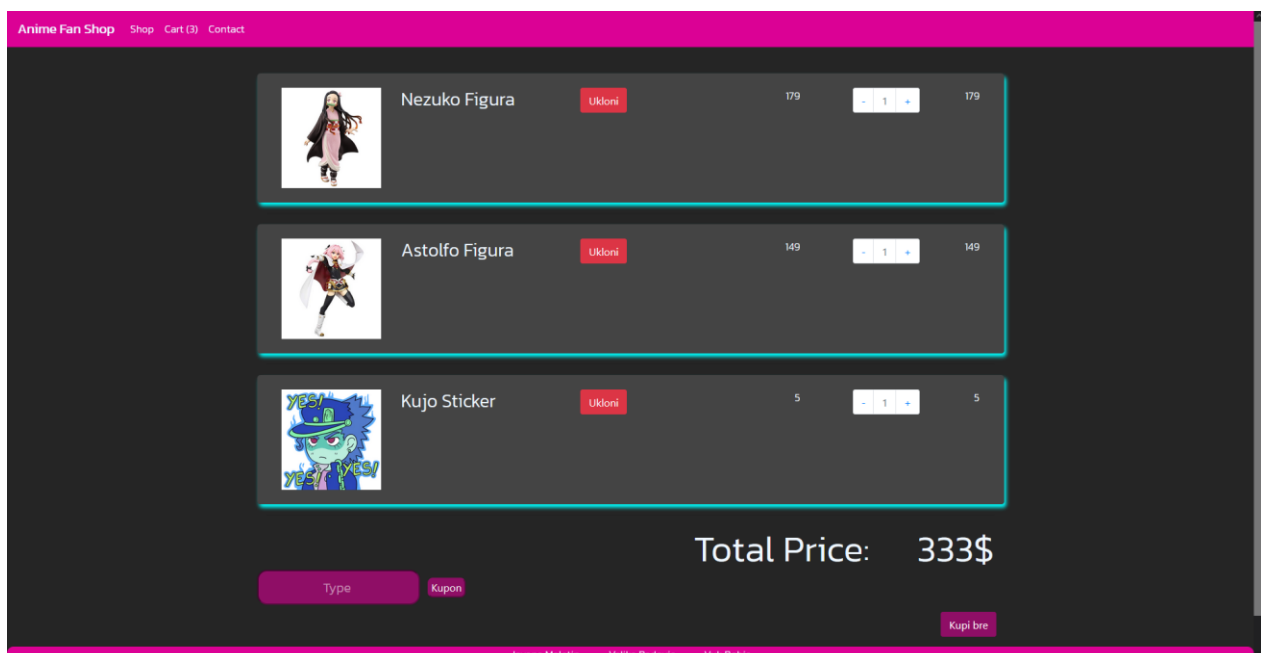 Anime Fan Shop Shop Cart (3) Contact
Nezuko Figura Ukloni 179 - 1 + 179
Astolfo Figura Ukloni 149 - 1 + 149
Kujo Sticker Ukloni 5 - 1 + 5
YES!
YES! YES!
Total Price: 333$
Type Kupon
Kupi bre